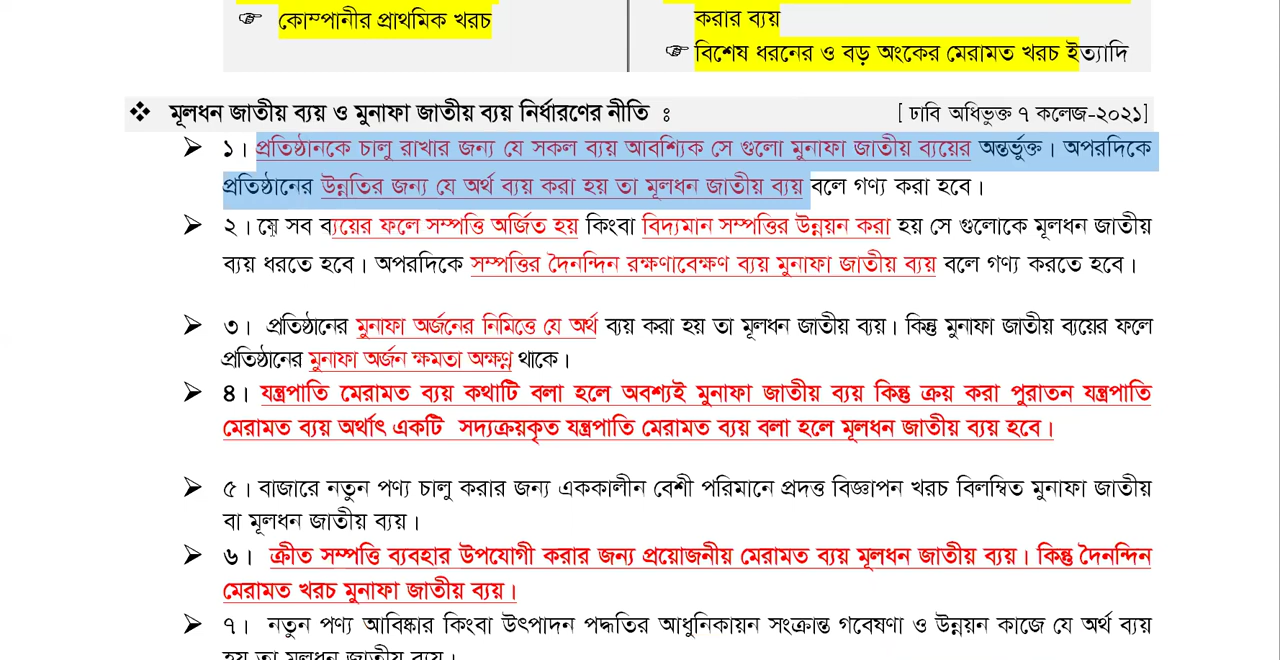 ☞ কোম্পানীর প্রাথমিক খরচ
করার ব্যয়
☞ বিশেষ ধরনের ও বড় অংকের মেরামত খরচ ইত্যাদি
❖ মূলধন জাতীয় ব্যয় ও মুনাফা জাতীয় ব্যয় নির্ধারণের নীতি : [ ঢাবি অধিভুক্ত ৭ কলেজ-২০২১]
➢ ১। প্রতিষ্ঠানকে চালু রাখার জন্য যে সকল ব্যয় আবশ্যিক সে গুলো মুনাফা জাতীয় ব্যয়ের অন্তর্ভুক্ত। অপরদিকে
প্রতিষ্ঠানের উন্নতির জন্য যে অর্থ ব্যয় করা হয় তা মূলধন জাতীয় ব্যয় বলে গণ্য করা হবে।
➢ ২। যে সব ব্যয়ের ফলে সম্পত্তি অর্জিত হয় কিংবা বিদ্যমান সম্পত্তির উন্নয়ন করা হয় সে গুলোকে মূলধন জাতীয়
ব্যয় ধরতে হবে। অপরদিকে সম্পত্তির দৈনন্দিন রক্ষণাবেক্ষণ ব্যয় মুনাফা জাতীয় ব্যয় বলে গণ্য করতে হবে।
➢ ৩। প্রতিষ্ঠানের মুনাফা অর্জনের নিমিত্তে যে অর্থ ব্যয় করা হয় তা মূলধন জাতীয় ব্যয়। কিন্তু মুনাফা জাতীয় ব্যয়ের ফলে
প্রতিষ্ঠানের মুনাফা অর্জন ক্ষমতা অক্ষণ্ণ থাকে।
➢ ৪। যন্ত্রপাতি মেরামত ব্যয় কথাটি বলা হলে অবশ্যই মুনাফা জাতীয় ব্যয় কিন্তু ক্রয় করা পুরাতন যন্ত্রপাতি
মেরামত ব্যয় অর্থাৎ একটি সদ্যক্রয়কৃত যন্ত্রপাতি মেরামত ব্যয় বলা হলে মূলধন জাতীয় ব্যয় হবে।
➢ ৫। বাজারে নতুন পণ্য চালু করার জন্য এককালীন বেশী পরিমানে প্রদত্ত বিজ্ঞাপন খরচ বিলম্বিত মুনাফা জাতীয়
বা মূলধন জাতীয় ব্যয়।
➢ ৬। ক্রীত সম্পত্তি ব্যবহার উপযোগী করার জন্য প্রয়োজনীয় মেরামত ব্যয় মূলধন জাতীয় ব্যয়। কিন্তু দৈনন্দিন
মেরামত খরচ মুনাফা জাতীয় ব্যয়।
➢ ৭। নতুন পণ্য আবিষ্কার কিংবা উৎপাদন পদ্ধতির আধুনিকায়ন সংক্রান্ত গবেষণা ও উন্নয়ন কাজে যে অর্থ ব্যয়
হয় তা মূলধন জাতীয় ব্যয়।